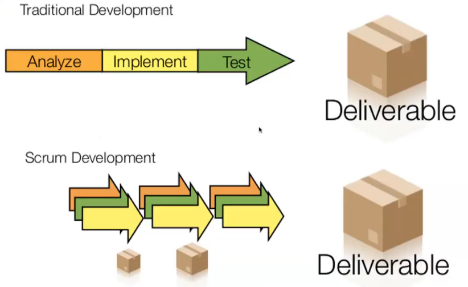 Traditional Development
Analyze Implement Test
Deliverable
Scrum Development
Deliverable